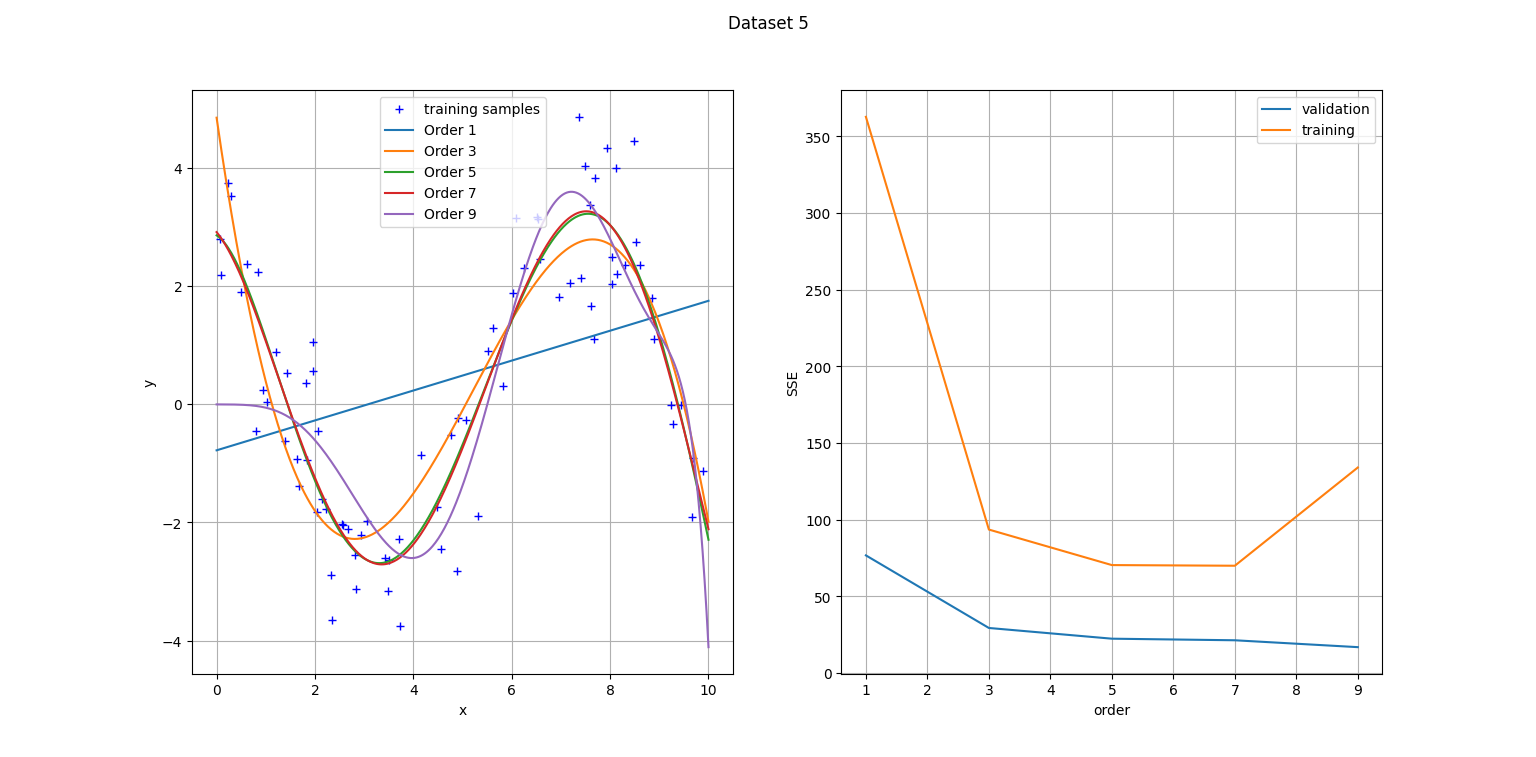 Dataset 5
training samples
Order 1
Order 3
Order 5
Order 7
Order 9
4
2
0
−2
−4
y
0
2
4
6
8
10
x
validation
training
350
300
250
200
150
100
50
0
SSE
1
2
3
4
5
6
7
8
9
order